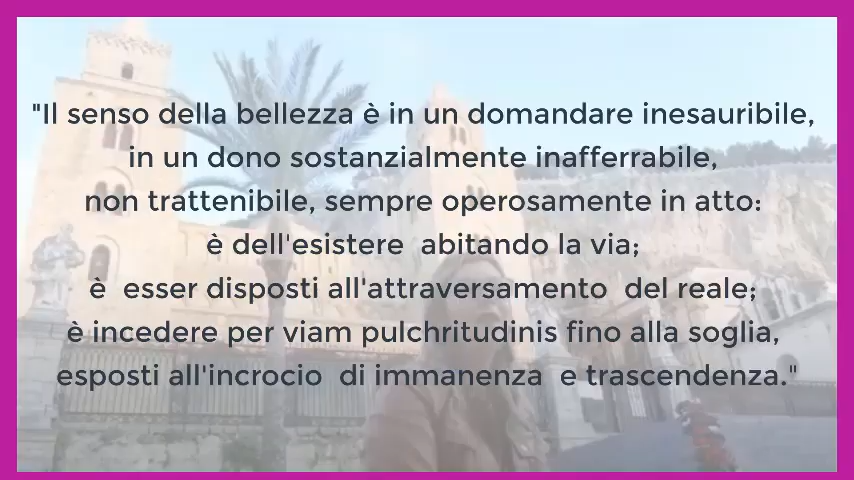 "Il senso della bellezza è in un domandare inesauribile,
in un dono sostanzialmente inafferrabile,
non trattenibile, sempre operosamente in atto:
è dell'esistere abitando la via;
è esser disposti all'attraversamento del reale;
è incedere per viam pulchritudinis fino alla soglia,
esposti all'incrocio di immanenza e trascendenza."